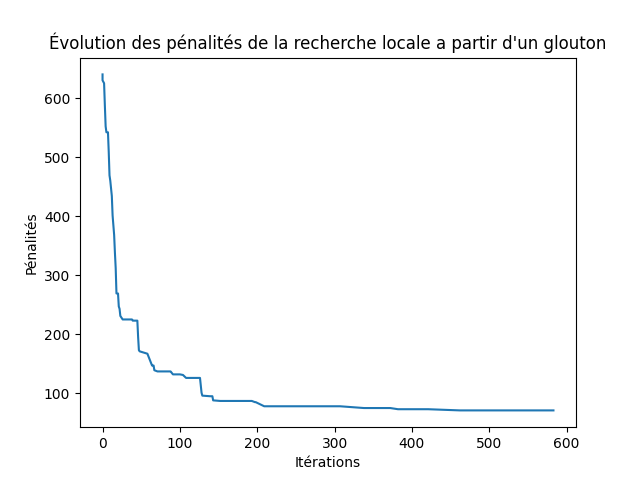 Évolution des pénalités de la recherche locale a partir d'un glouton
600
500
400
300
200
100
Pénalités
0 100 200 300 400 500 600
Itérations